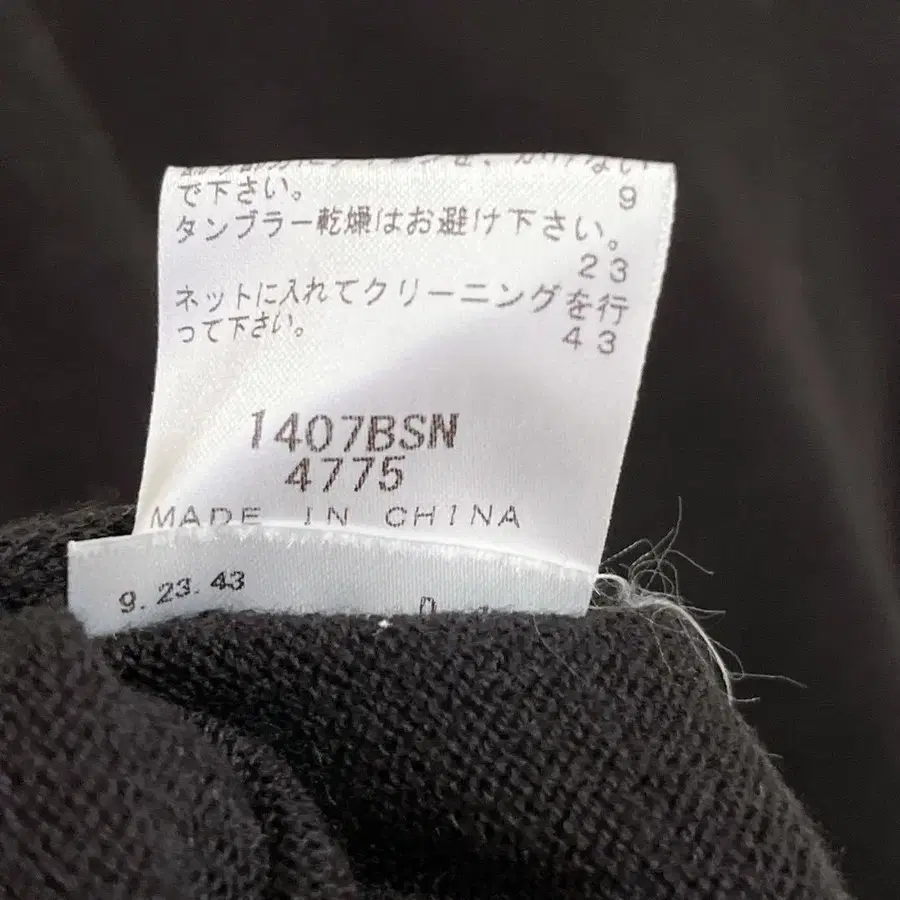 で下さい。
9
タンブラー乾燥はお避け下さい。
23
ネットに入れてクリーニングを行
って下さい。
43
1407BSN
4775
MADE IN CHINA
9.23.43